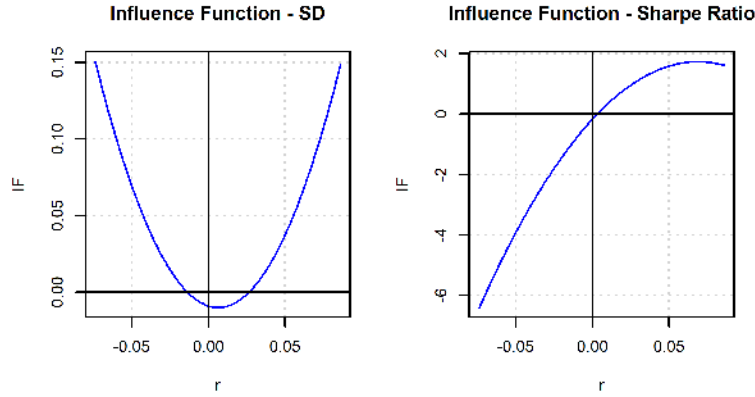 Influence Function - SD
IF
0.15
0.10
0.05
0.00
-0.05 0.00 0.05
r
Influence Function - Sharpe Ratio
IF
2
0
-2
-4
-6
-0.05 0.00 0.05
r